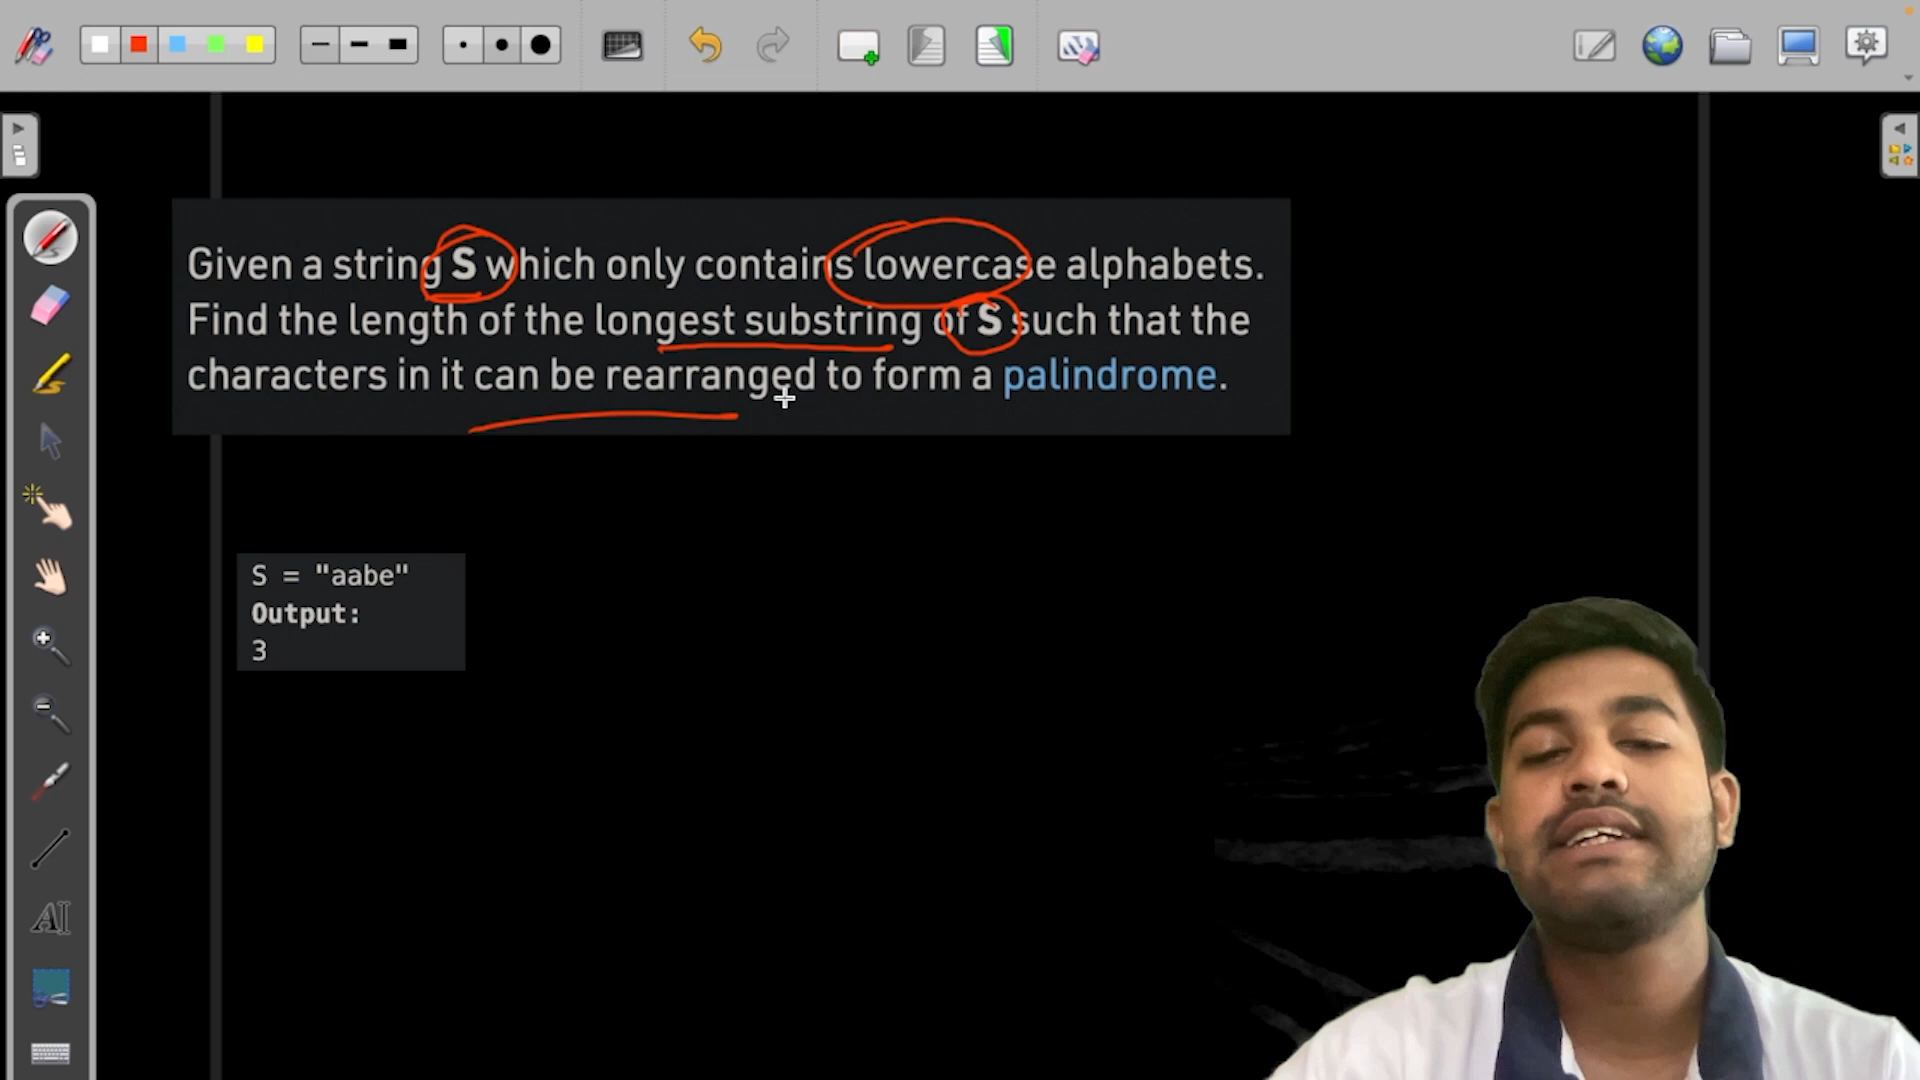 Given a string S which only contains lowercase alphabets.
Find the length of the longest substring of S such that the
characters in it can be rearranged to form a palindrome.
S = "aabe"
Output:
3